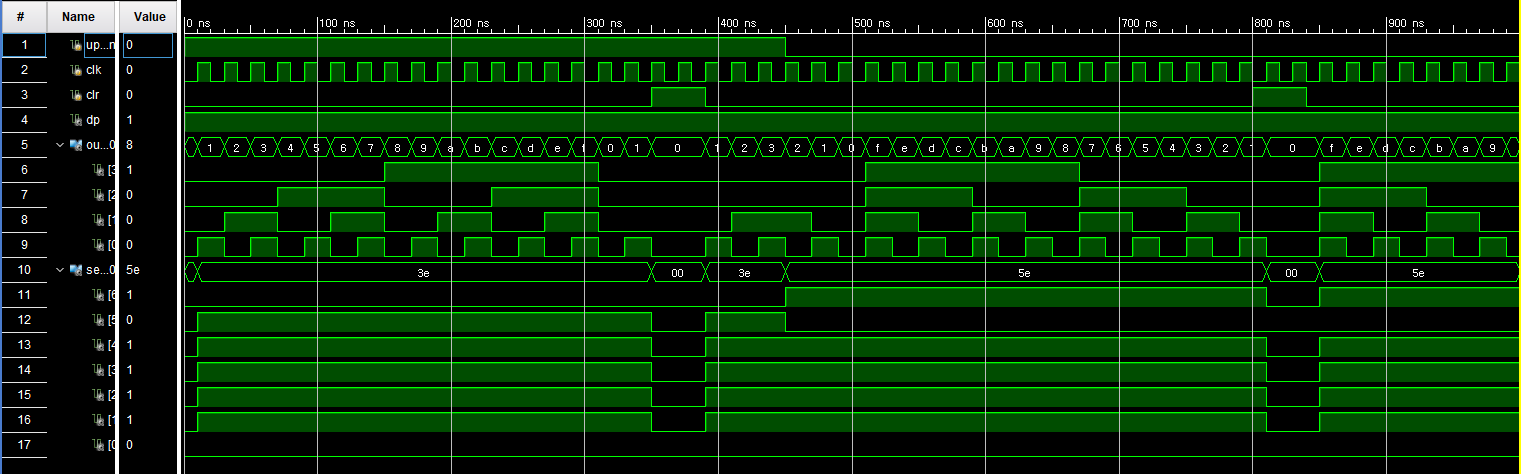 # Name Value 0 ns 100 ns 200 ns 300 ns 400 ns 500 ns 600 ns 700 ns 800 ns 900 ns
1 up...n 0
2 clk 0
3 clr 0
4 dp 1
5 ou...0 8 1 2 3 4 5 6 7 8 9 a b c d e f 0 1 0 1 2 3 2 1 0 f e d c b a 9 8 7 6 5 4 3 2 1 0 f e d c b a 9
6 [3 1
7 [2 0
8 [1 0
9 [0 0
10 se...0 5e 3e 00 3e 5e 00 5e
11 [6 1
12 [5 0
13 [4 1
14 [3 1
15 [2 1
16 [1 1
17 [0 0